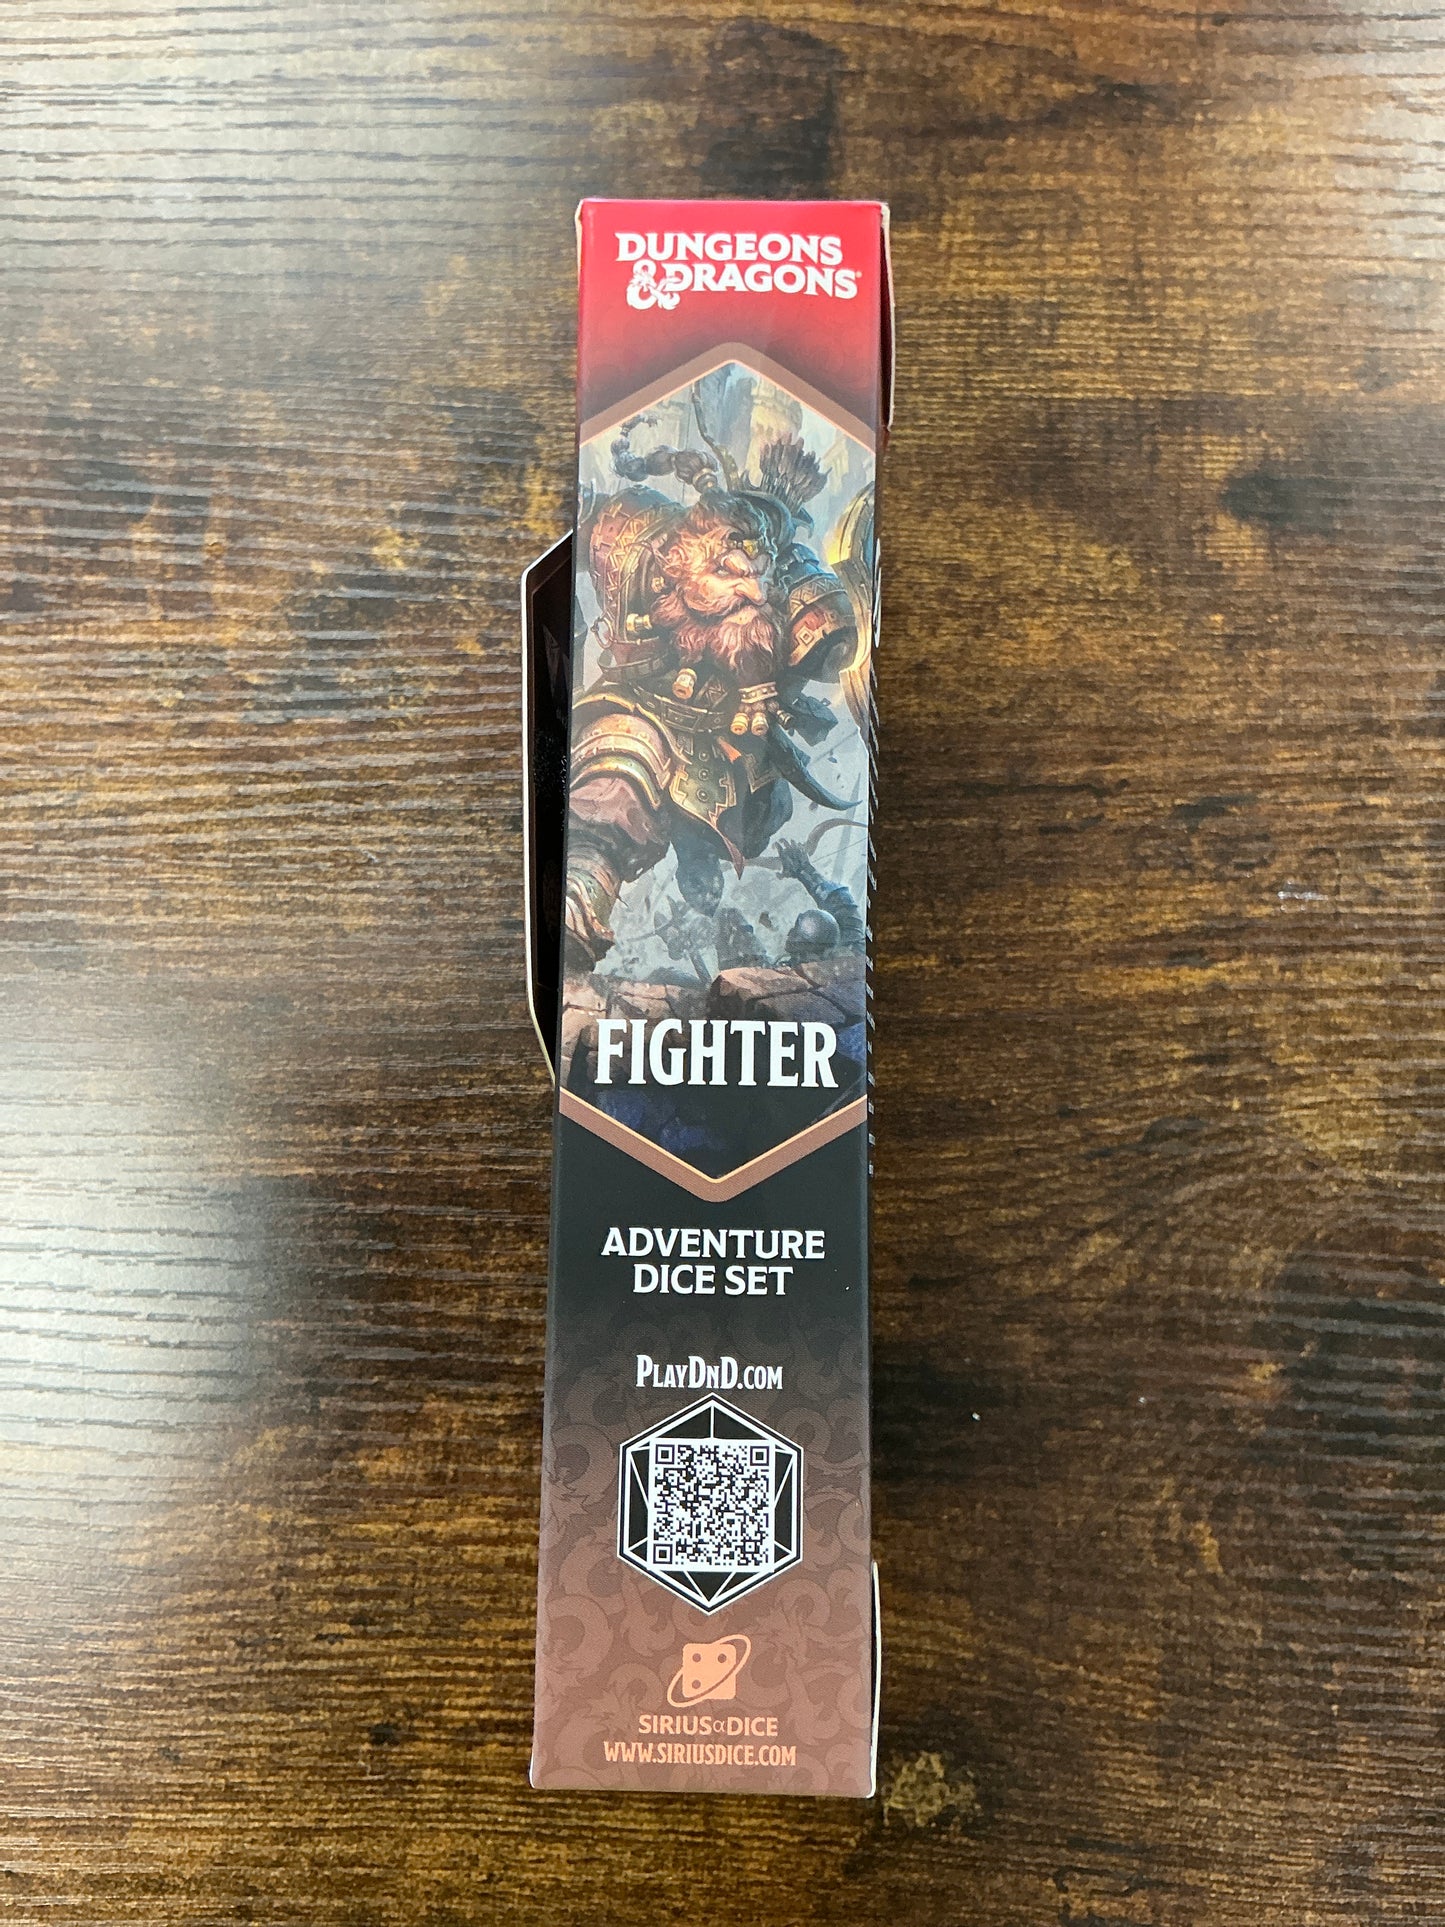 DUNGEONS
& DRAGONS®
FIGHTER
ADVENTURE
DICE SET
PLAYDND.COM
SIRIUSαDICE
WWW.SIRIUSDICE.COM